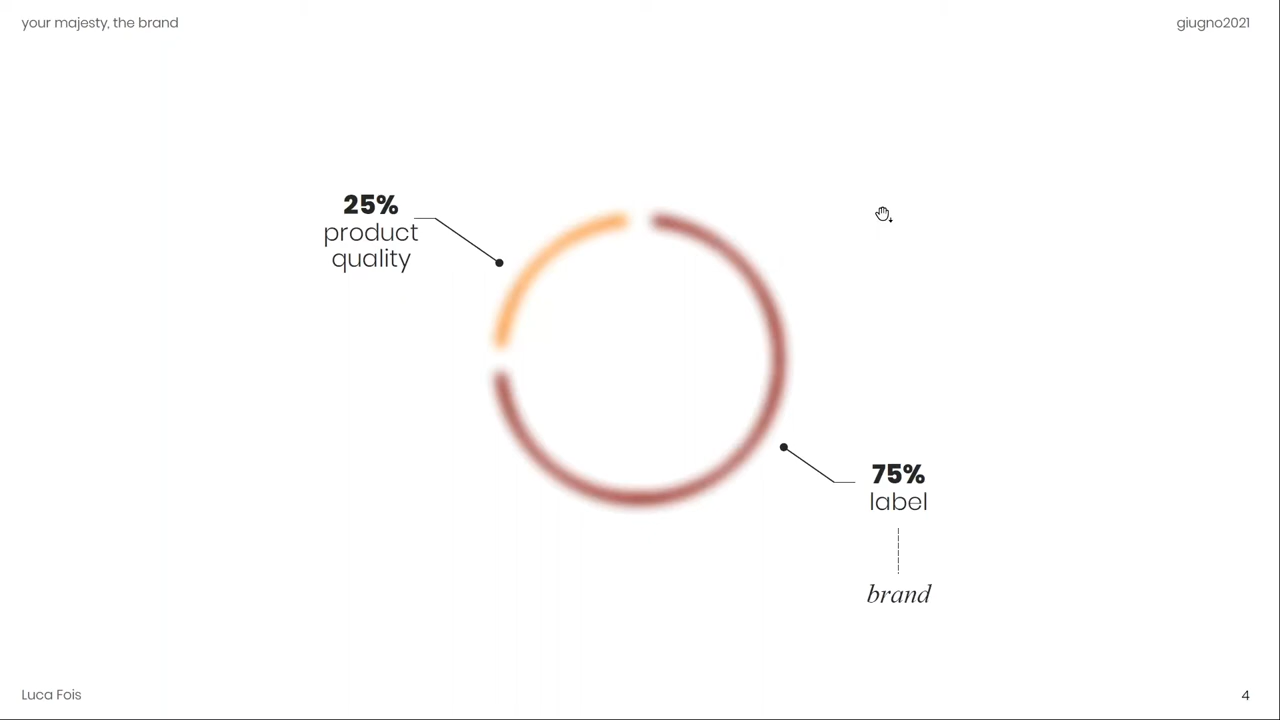 your majesty, the brand
giugno2021
25%
product
quality
75%
label
brand
Luca Fois
4